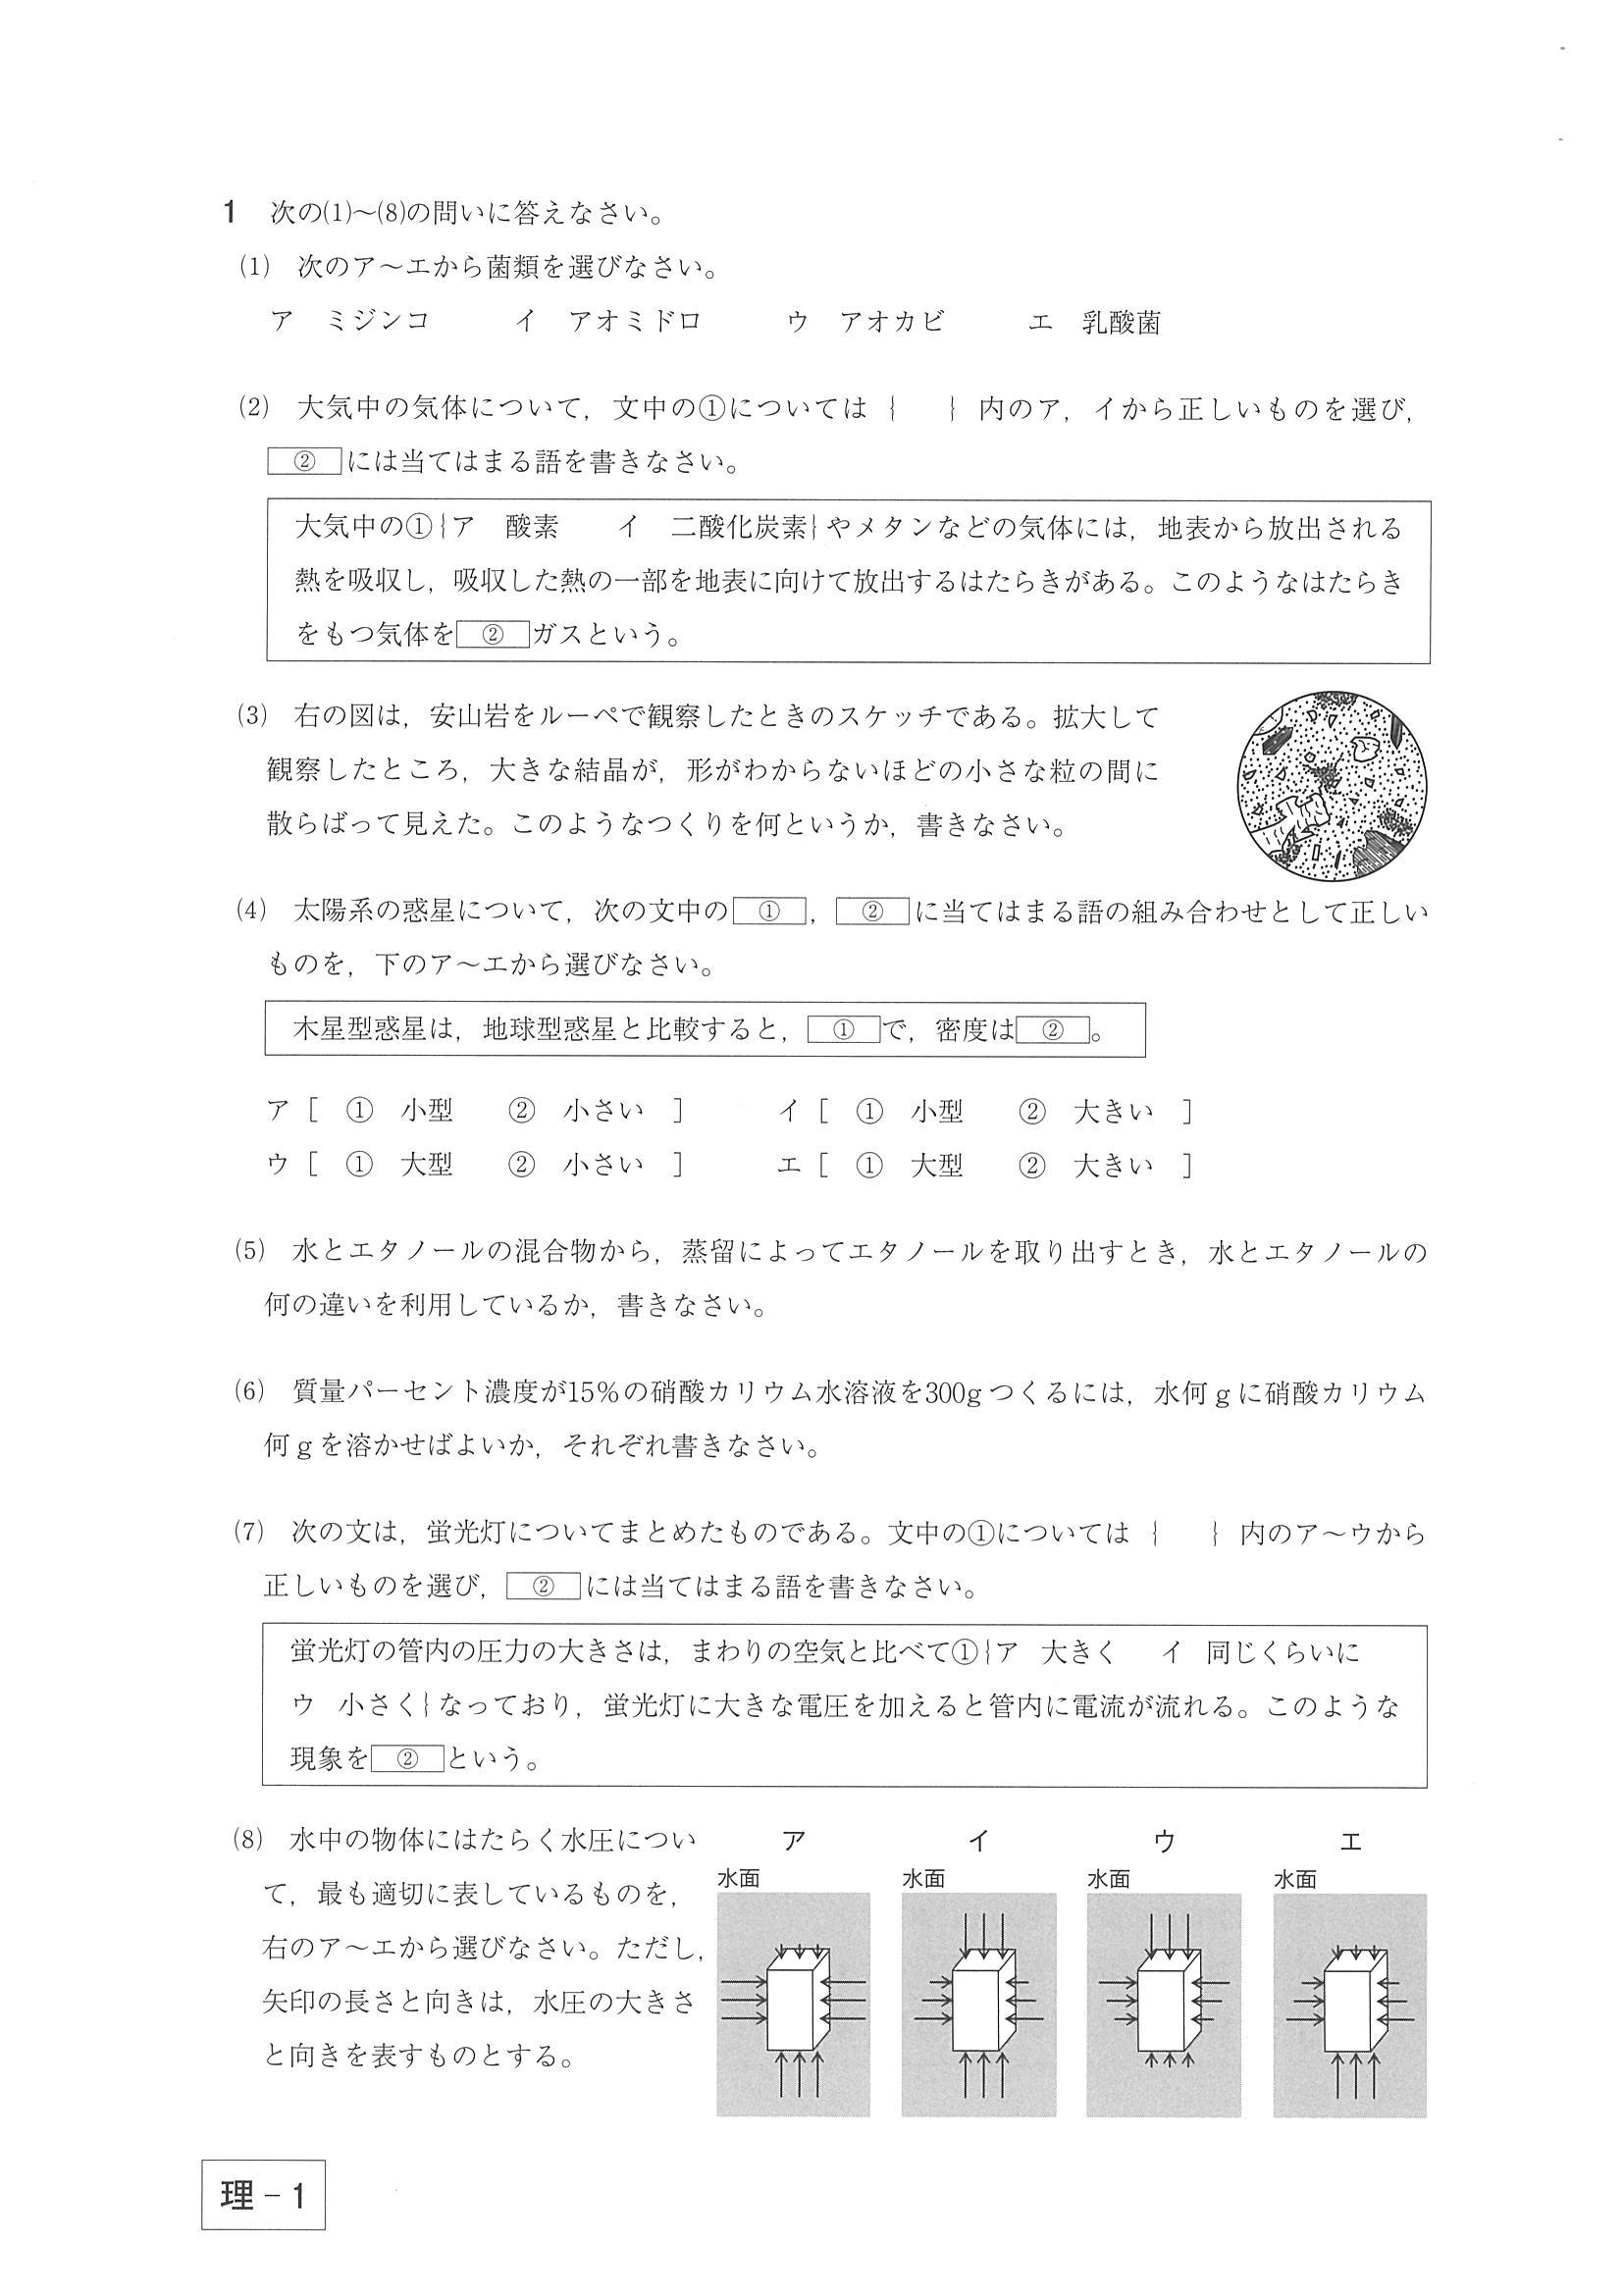 1 次の(1)～(8)の問いに答えなさい。
(1) 次のア～エから菌類を選びなさい。
ア ミジンコ イ アオミドロ ウ アオカビ エ 乳酸菌
(2) 大気中の気体について，文中の①については｛ ｝内のア，イから正しいものを選び，
②には当てはまる語を書きなさい。
大気中の①｛ア 酸素 イ 二酸化炭素｝やメタンなどの気体には，地表から放出される
熱を吸収し，吸収した熱の一部を地表に向けて放出するはたらきがある。このようなはたらき
をもつ気体を②ガスという。
(3) 右の図は，安山岩をルーペで観察したときのスケッチである。拡大して
観察したところ，大きな結晶が，形がわからないほどの小さな粒の間に
散らばって見えた。このようなつくりを何というか，書きなさい。
(4) 太陽系の惑星について，次の文中の①，②に当てはまる語の組み合わせとして正しい
ものを，下のア～エから選びなさい。
木星型惑星は，地球型惑星と比較すると，①で，密度は②。
ア［ ① 小型 ② 小さい ］ イ［ ① 小型 ② 大きい ］
ウ［ ① 大型 ② 小さい ］ エ［ ① 大型 ② 大きい ］
(5) 水とエタノールの混合物から，蒸留によってエタノールを取り出すとき，水とエタノールの
何の違いを利用しているか，書きなさい。
(6) 質量パーセント濃度が15％の硝酸カリウム水溶液を300gつくるには，水何gに硝酸カリウム
何gを溶かせばよいか，それぞれ書きなさい。
(7) 次の文は，蛍光灯についてまとめたものである。文中の①については｛ ｝内のア～ウから
正しいものを選び，②には当てはまる語を書きなさい。
蛍光灯の管内の圧力の大きさは，まわりの空気と比べて①｛ア 大きく イ 同じくらいに
ウ 小さく｝なっており，蛍光灯に大きな電圧を加えると管内に電流が流れる。このような
現象を②という。
(8) 水中の物体にはたらく水圧につい
て，最も適切に表しているものを，
右のア～エから選びなさい。ただし，
矢印の長さと向きは，水圧の大きさ
と向きを表すものとする。
ア イ ウ エ
水面 水面 水面 水面
理－1